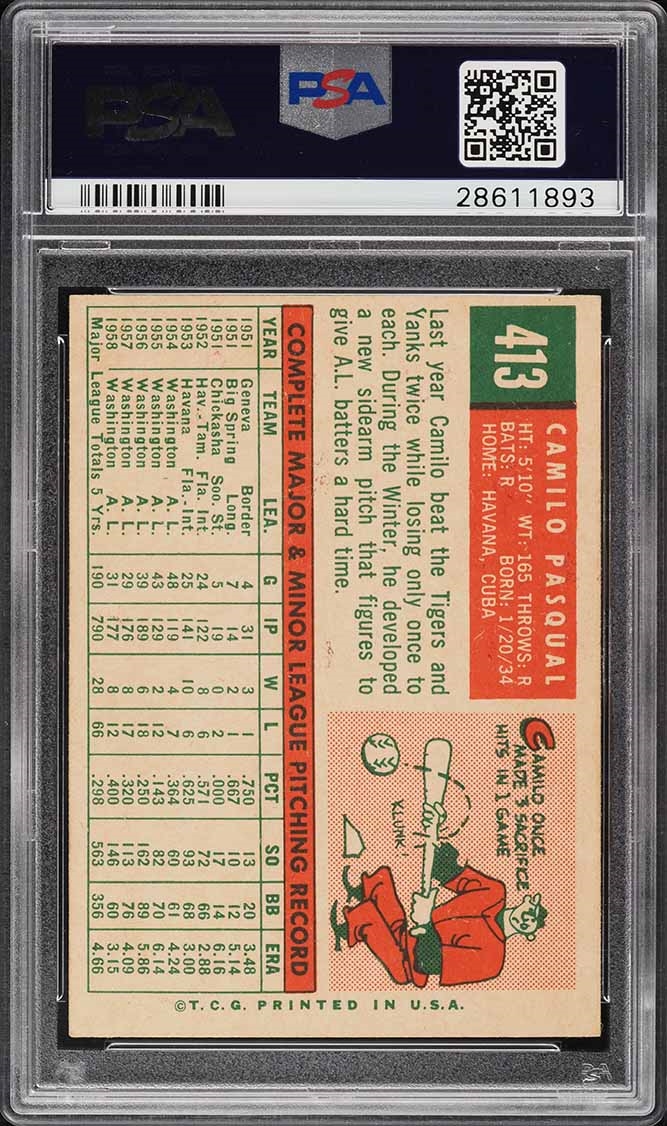 PSA
PSA
28611893
413
CAMILO PASQUAL
HT: 5'10" WT: 165 THROWS: R
BATS: R BORN: 1/20/34
HOME: HAVANA, CUBA
Last year Camilo beat the Tigers and
Yanks twice while losing only once to
each. During the Winter, he developed
a new sidearm pitch that figures to
give A.L. batters a hard time.
CAMILO ONCE
MADE 3 SACRIFICE
HITS IN 1 GAME
KLUNK!
COMPLETE MAJOR & MINOR LEAGUE PITCHING RECORD
YEAR TEAM LEA. G IP W L PCT SO BB ERA
1951 Geneva Border 4 31 3 1 .750 13 20 3.48
1951 Big Spring Long 7 14 2 1 .667 10 12 5.14
1951 Chickasha Soo. St. 5 19 0 2 .000 17 14 6.16
1952 Hav.-Tam. Fla. Int. 24 122 8 6 .571 72 66 2.88
1953 Havana Fla.-Int. 25 141 10 6 .625 93 68 3.00
1954 Washington A. L. 48 119 4 7 .364 60 61 4.24
1955 Washington A. L. 43 129 2 12 .143 82 70 6.14
1956 Washington A. L. 39 189 6 18 .250 162 89 5.86
1957 Washington A. L. 29 176 8 17 .320 113 76 4.09
1958 Washington A. L. 31 177 8 12 .400 146 60 3.15
Major League Totals 5 Yrs. 190 790 28 66 .298 563 356 4.66
©T.C.G. PRINTED IN U.S.A.